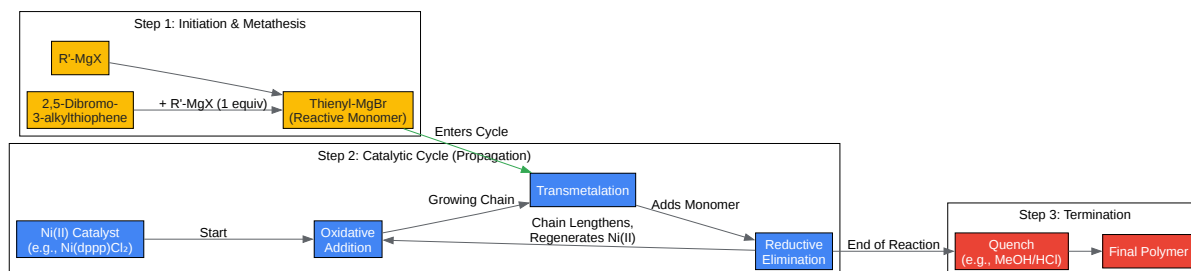 Step 1: Initiation & Metathesis
R'-MgX
2,5-Dibromo-
3-alkylthiophene
+ R'-MgX (1 equiv)
Thienyl-MgBr
(Reactive Monomer)
Enters Cycle
Step 2: Catalytic Cycle (Propagation)
Ni(II) Catalyst
(e.g., Ni(dppp)Cl₂)
Start
Oxidative
Addition
Growing Chain
Transmetalation
Adds Monomer
Chain Lengthens,
Regenerates Ni(II)
Reductive
Elimination
End of Reaction
Step 3: Termination
Quench
(e.g., MeOH/HCl)
Final Polymer